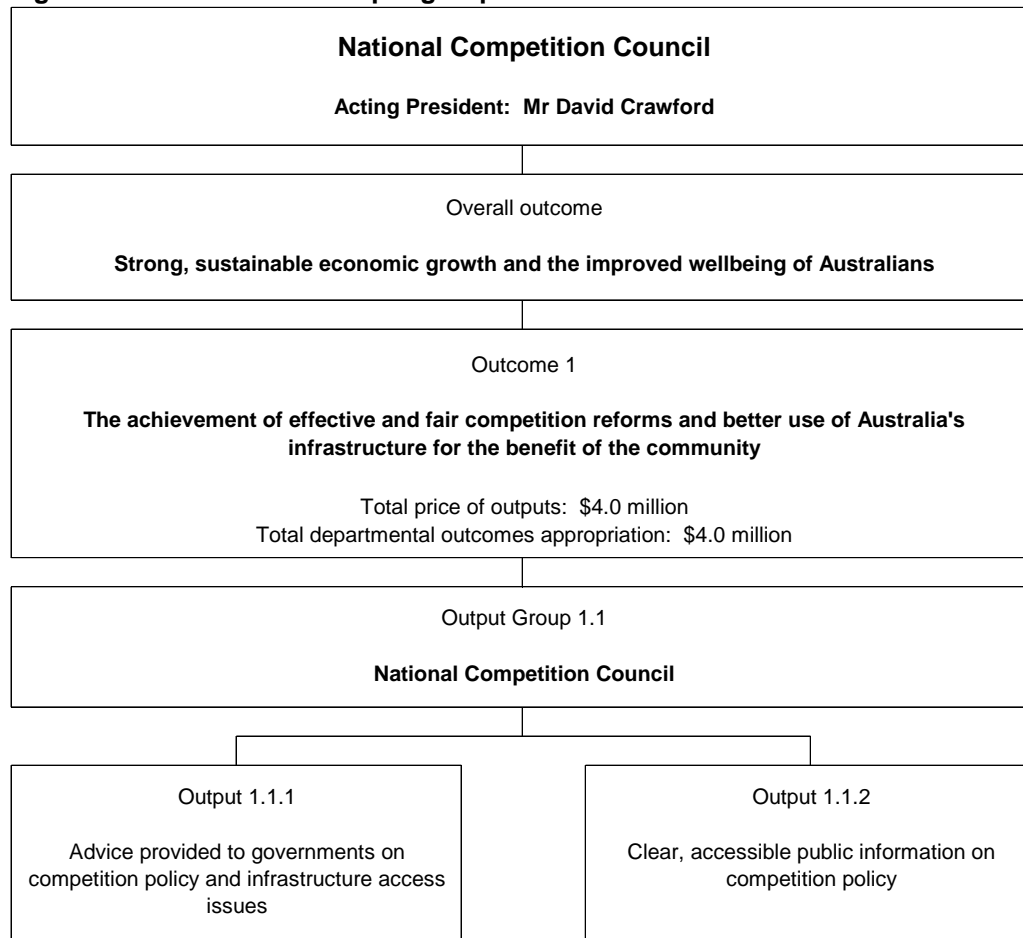 National Competition Council
Acting President: Mr David Crawford
Overall outcome
Strong, sustainable economic growth and the improved wellbeing of Australians
Outcome 1
The achievement of effective and fair competition reforms and better use of Australia's
infrastructure for the benefit of the community
Total price of outputs: $4.0 million
Total departmental outcomes appropriation: $4.0 million
Output Group 1.1
National Competition Council
Output 1.1.1
Advice provided to governments on
competition policy and infrastructure access
issues
Output 1.1.2
Clear, accessible public information on
competition policy